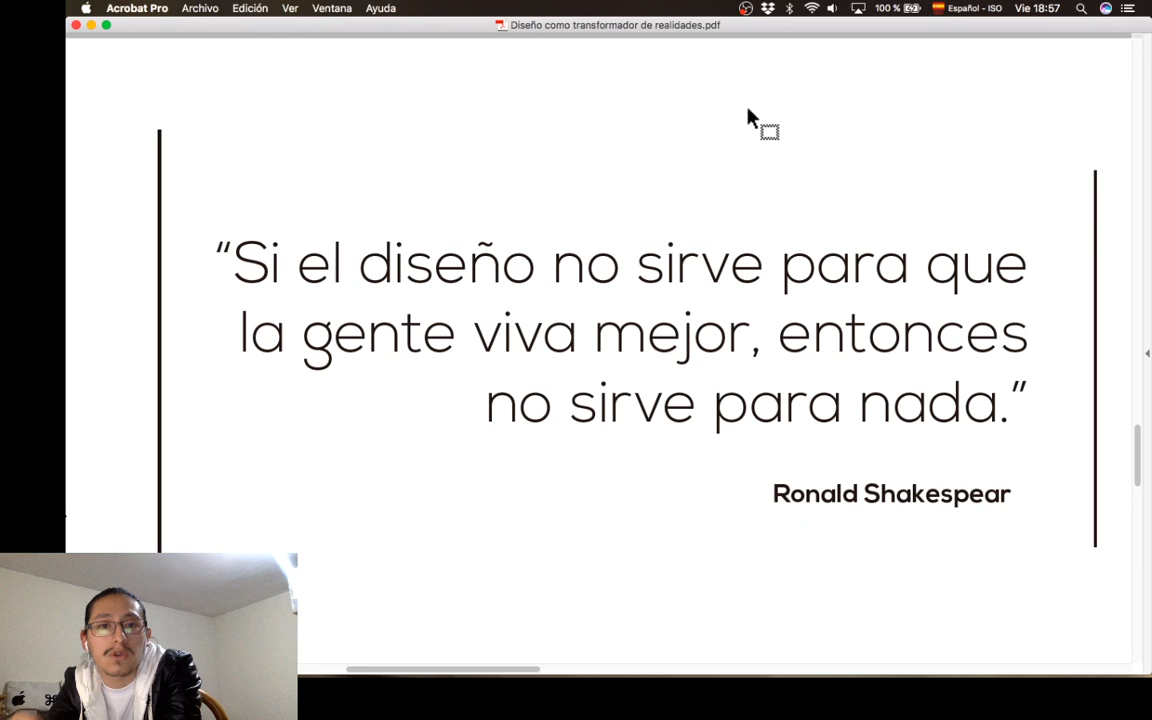 Acrobat Pro Archivo Edición Ver Ventana Ayuda 100 % Español - ISO Vie 18:57
Diseño como transformador de realidades.pdf
“Si el diseño no sirve para que
la gente viva mejor, entonces
no sirve para nada.”
Ronald Shakespear